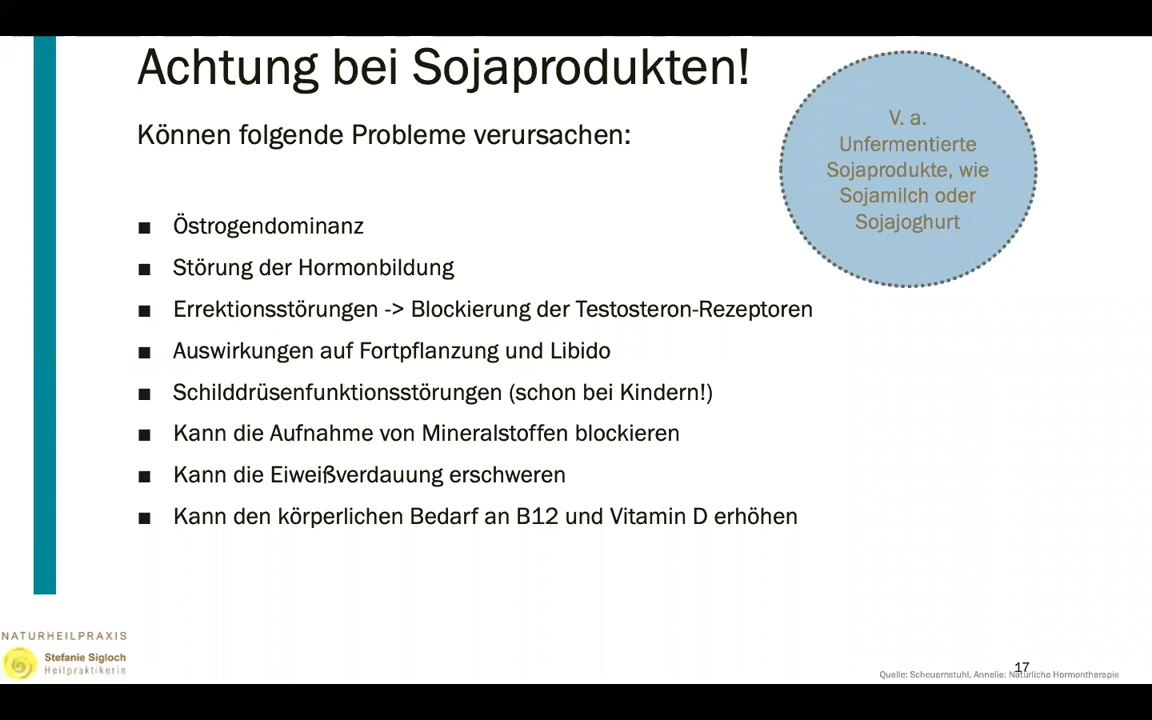 Achtung bei Sojaprodukten!
Können folgende Probleme verursachen:
V. a.
Unfermentierte
Sojaprodukte, wie
Sojamilch oder
Sojajoghurt
■ Östrogendominanz
■ Störung der Hormonbildung
■ Errektionsstörungen -> Blockierung der Testosteron-Rezeptoren
■ Auswirkungen auf Fortpflanzung und Libido
■ Schilddrüsenfunktionsstörungen (schon bei Kindern!)
■ Kann die Aufnahme von Mineralstoffen blockieren
■ Kann die Eiweißverdauung erschweren
■ Kann den körperlichen Bedarf an B12 und Vitamin D erhöhen
NATURHEILPRAXIS
Stefanie Sigloch
Heilpraktikerin
17
Quelle: Scheuernstuhl, Annelie: Natürliche Hormontherapie